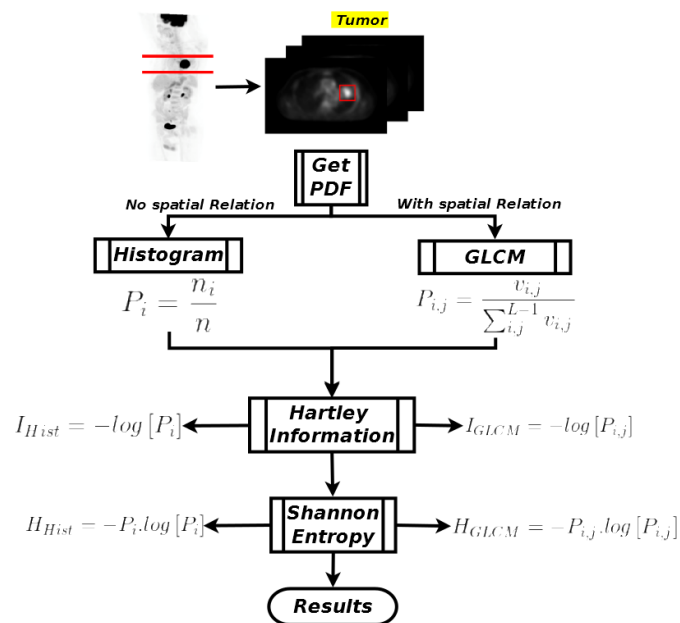 Tumor
Get
PDF
No spatial Relation
With spatial Relation
Histogram
GLCM
P_i = n_i / n
P_{i,j} = v_{i,j} / ∑_{i,j}^{L-1} v_{i,j}
Hartley
Information
I_{Hist} = -log [P_i]
I_{GLCM} = -log [P_{i,j}]
Shannon
Entropy
H_{Hist} = -P_i.log [P_i]
H_{GLCM} = -P_{i,j}.log [P_{i,j}]
Results